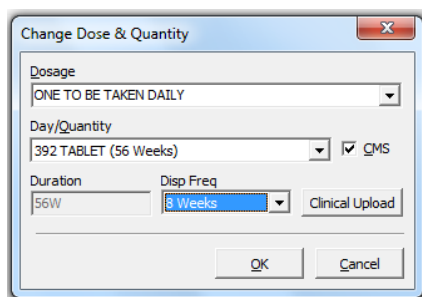 Change Dose & Quantity
Dosage
ONE TO BE TAKEN DAILY
Day/Quantity
392 TABLET (56 Weeks)
CMS
Duration
Disp Freq
56W
8 Weeks
Clinical Upload
OK
Cancel